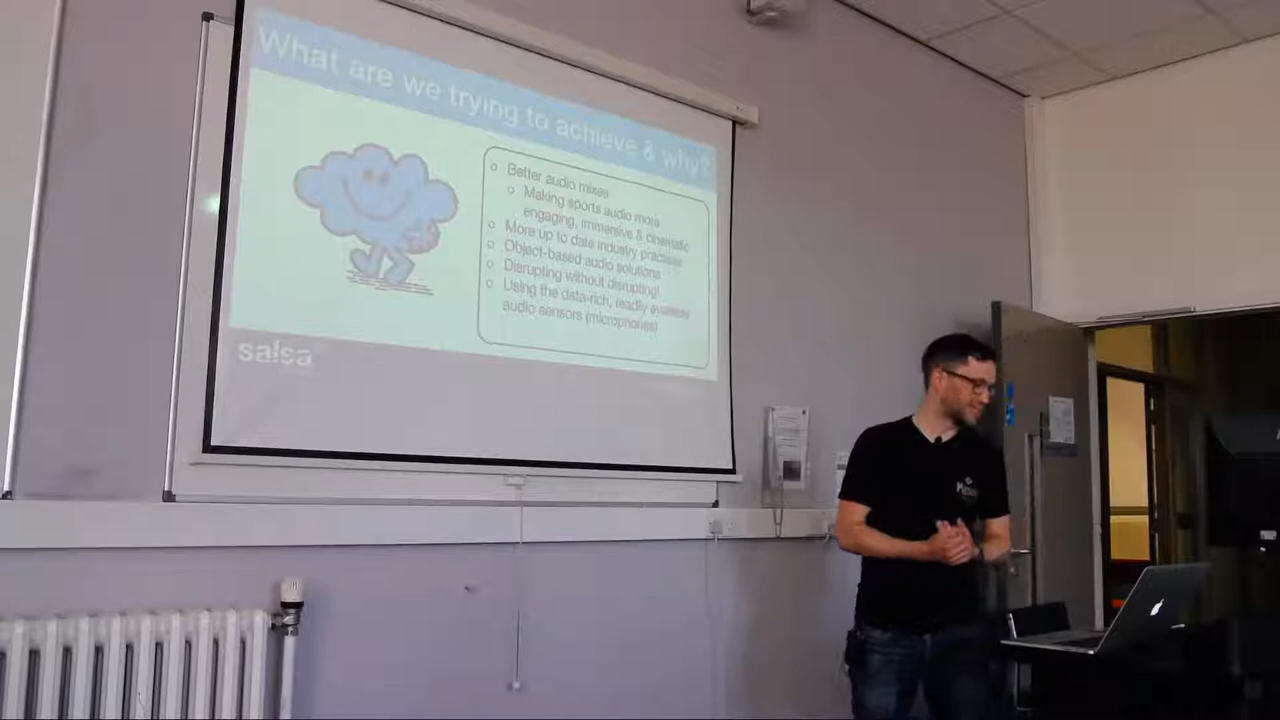 What are we trying to achieve & why?
Better audio mixes
Making sports audio more
engaging, immersive & cinematic
More up to date industry practices
Object-based audio solutions
Disrupting without disrupting!
Using the data-rich, readily available
audio sensors (microphones)
salsa